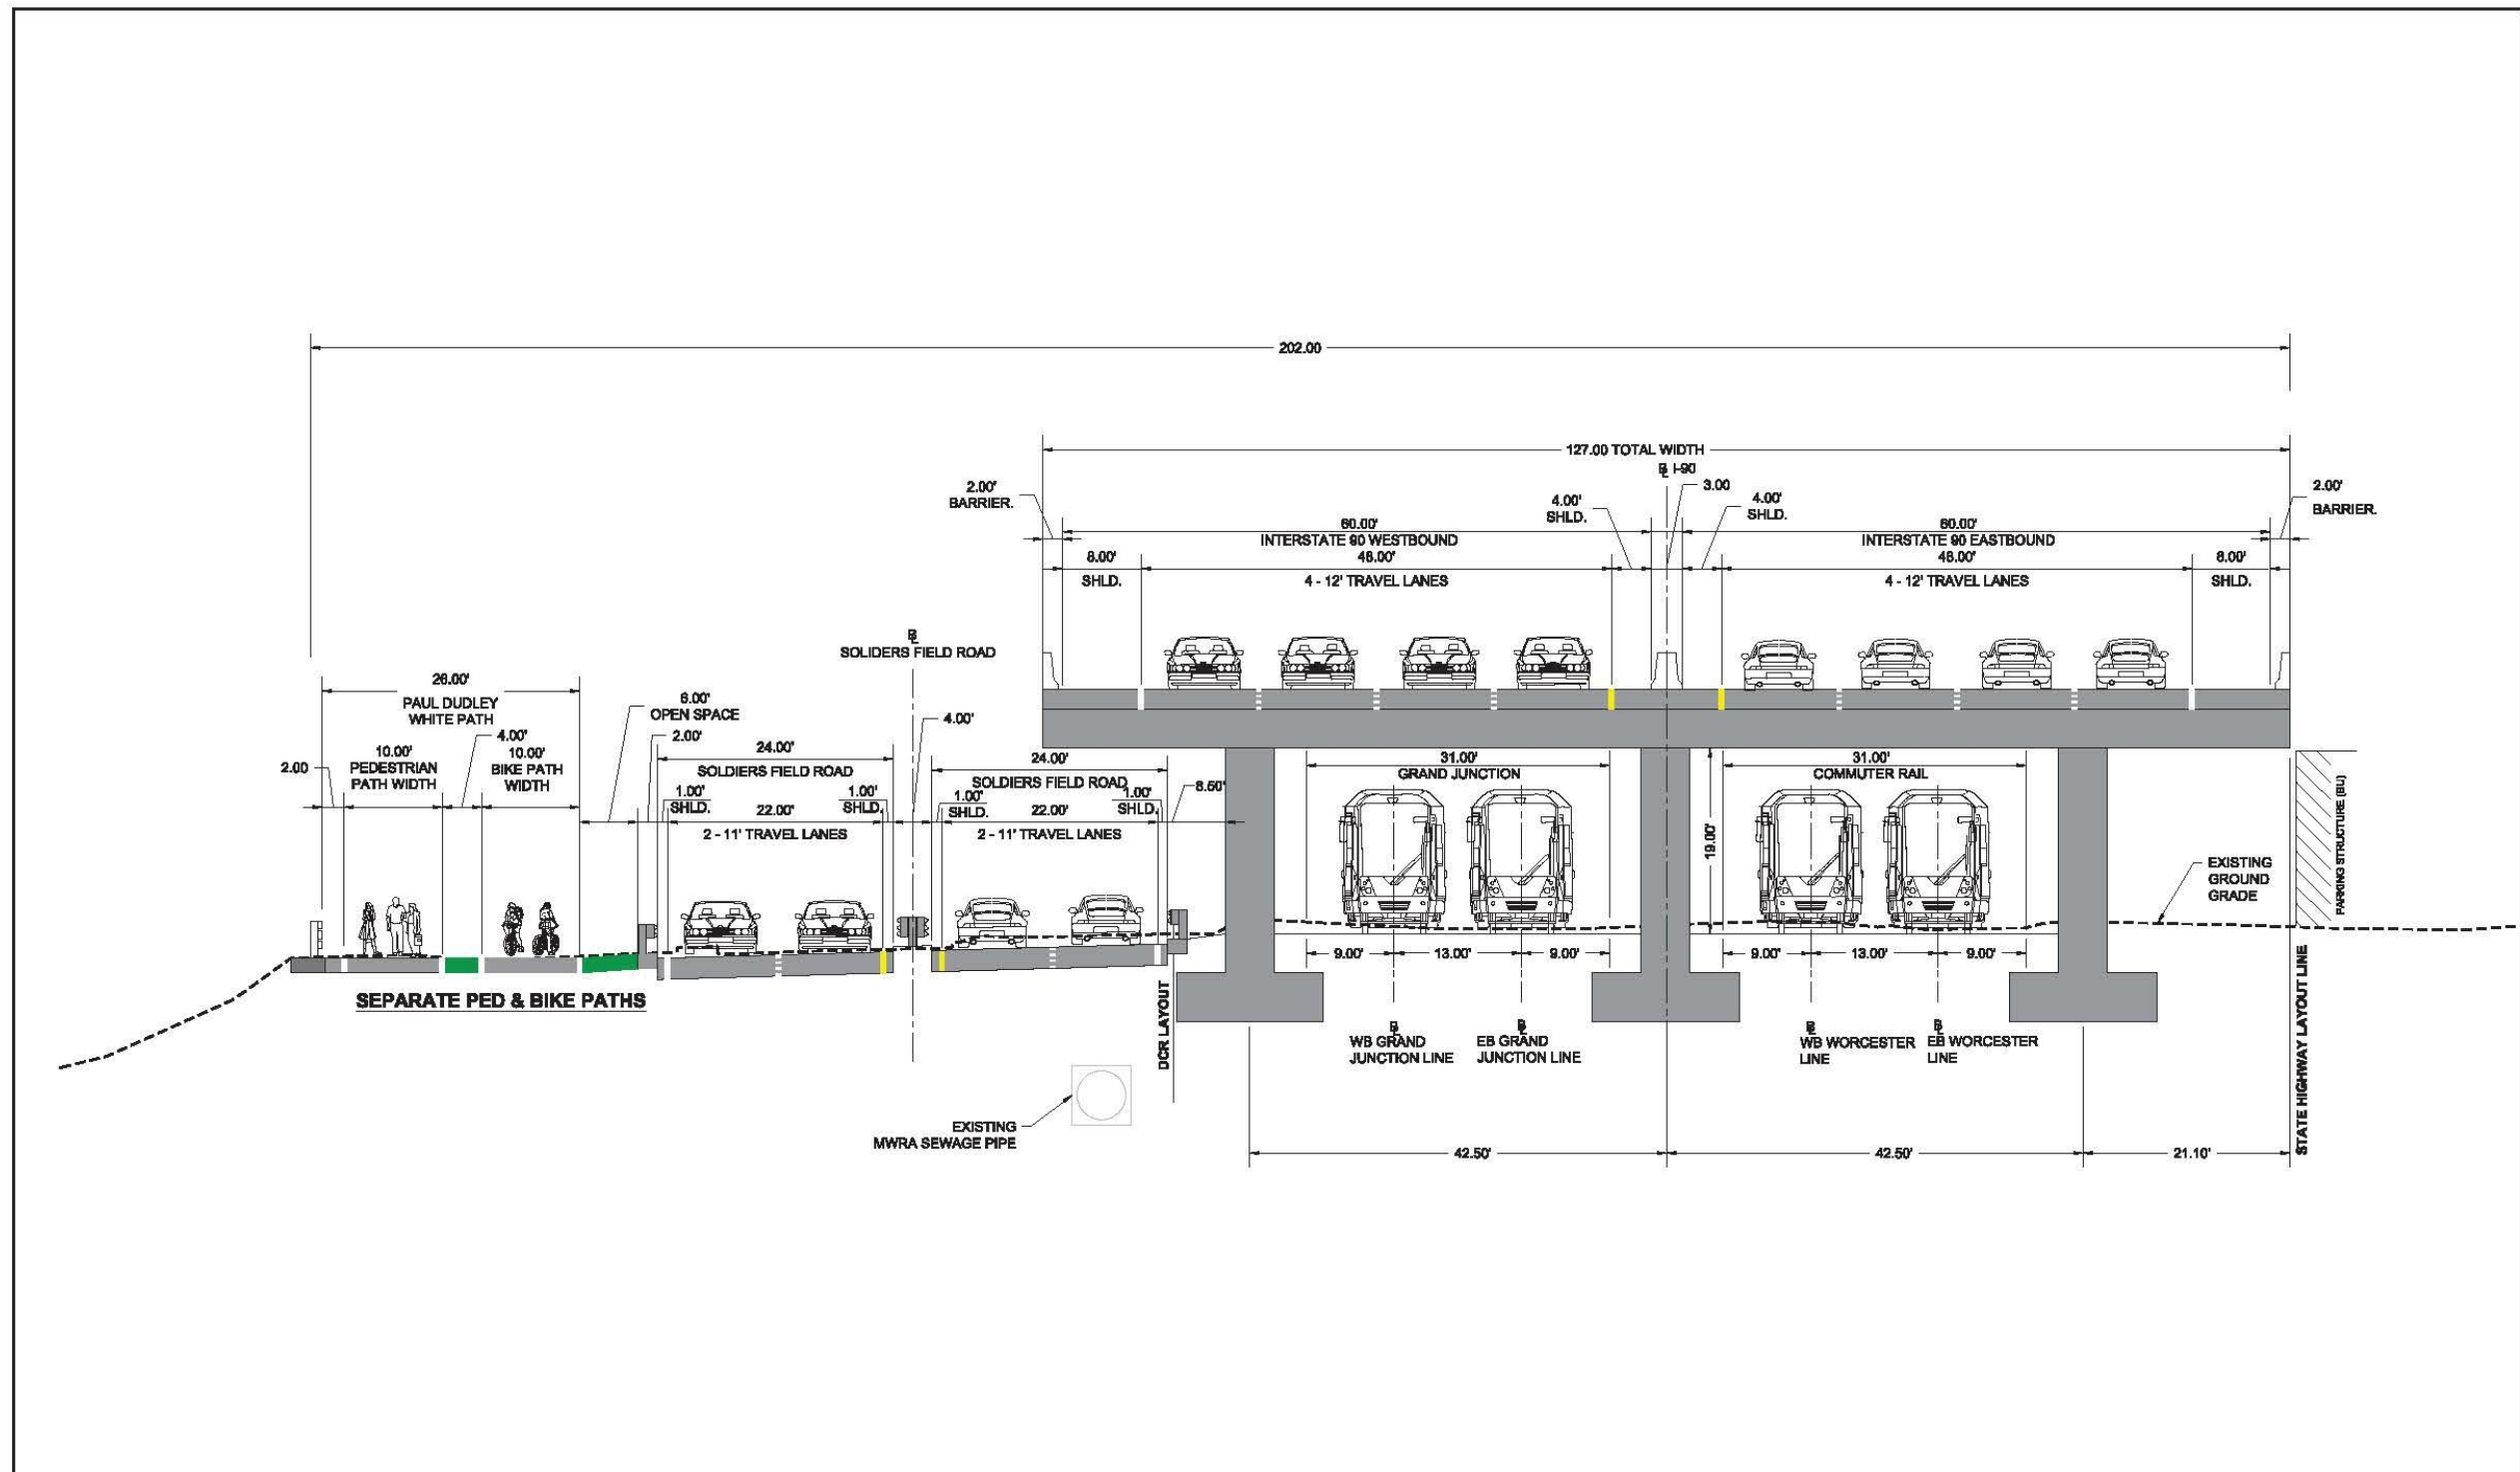 202.00
127.00 TOTAL WIDTH
I-90
3.00
2.00'
BARRIER.
4.00'
SHLD.
4.00'
SHLD.
2.00'
BARRIER.
60.00'
INTERSTATE 90 WESTBOUND
60.00'
INTERSTATE 90 EASTBOUND
8.00'
SHLD.
48.00'
4 - 12' TRAVEL LANES
48.00'
4 - 12' TRAVEL LANES
8.00'
SHLD.
SOLIDERS FIELD ROAD
26.00'
PAUL DUDLEY
WHITE PATH
6.00'
OPEN SPACE
4.00'
4.00'
2.00'
2.00
10.00'
PEDESTRIAN
PATH WIDTH
10.00'
BIKE PATH
WIDTH
24.00'
SOLDIERS FIELD ROAD
24.00'
SOLDIERS FIELD ROAD
1.00'
SHLD.
22.00'
2 - 11' TRAVEL LANES
1.00'
SHLD.
1.00'
SHLD.
22.00'
2 - 11' TRAVEL LANES
1.00'
SHLD.
8.50'
31.00'
GRAND JUNCTION
31.00'
COMMUTER RAIL
19.00'
PARKING STRUCTURE (BU)
EXISTING
GROUND
GRADE
9.00'
13.00'
9.00'
9.00'
13.00'
9.00'
SEPARATE PED & BIKE PATHS
DCR LAYOUT
WB GRAND
JUNCTION LINE
EB GRAND
JUNCTION LINE
WB WORCESTER
LINE
EB WORCESTER
LINE
STATE HIGHWAY LAYOUT LINE
EXISTING
MWRA SEWAGE PIPE
42.50'
42.50'
21.10'